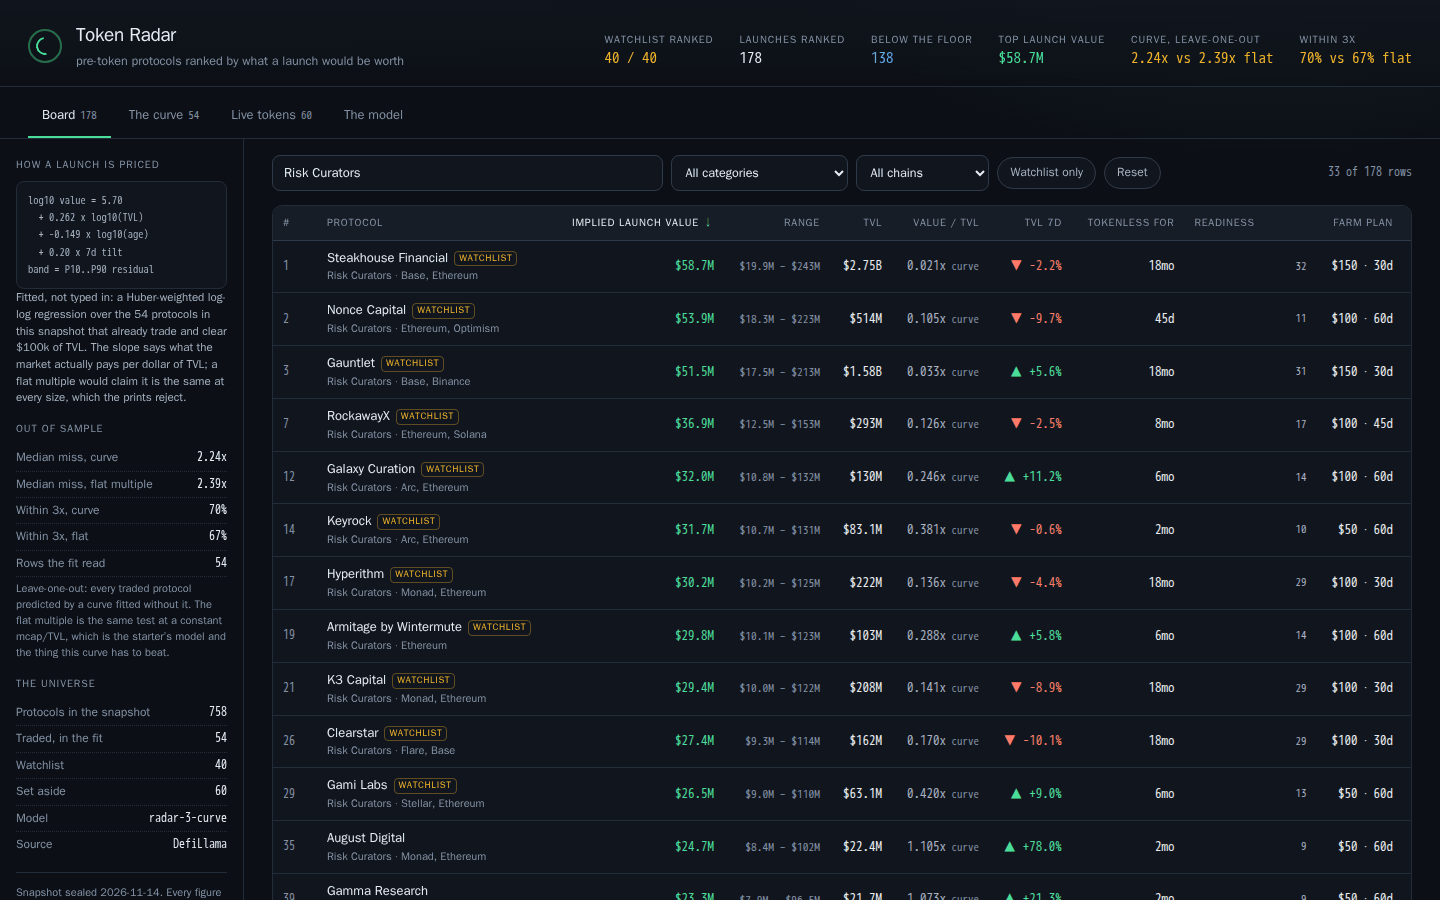 Token Radar
pre-token protocols ranked by what a launch would be worth
WATCHLIST RANKED
40 / 40
LAUNCHES RANKED
178
BELOW THE FLOOR
138
TOP LAUNCH VALUE
$58.7M
CURVE, LEAVE-ONE-OUT
2.24x vs 2.39x flat
WITHIN 3X
70% vs 67% flat
Board 178
The curve 54
Live tokens 60
The model
HOW A LAUNCH IS PRICED
log10 value = 5.70
+ 0.262 x log10(TVL)
+ -0.149 x log10(age)
+ 0.20 x 7d tilt
band = P10..P90 residual
Fitted, not typed in: a Huber-weighted log-
log regression over the 54 protocols in
this snapshot that already trade and clear
$100k of TVL. The slope says what the
market actually pays per dollar of TVL; a
flat multiple would claim it is the same at
every size, which the prints reject.
OUT OF SAMPLE
Median miss, curve 2.24x
Median miss, flat multiple 2.39x
Within 3x, curve 70%
Within 3x, flat 67%
Rows the fit read 54
Leave-one-out: every traded protocol
predicted by a curve fitted without it. The
flat multiple is the same test at a constant
mcap/TVL, which is the starter's model and
the thing this curve has to beat.
THE UNIVERSE
Protocols in the snapshot 758
Traded, in the fit 54
Watchlist 40
Set aside 60
Model radar-3-curve
Source DefiLlama
Snapshot sealed 2026-11-14. Every figure
Risk Curators
All categories
All chains
Watchlist only
Reset
33 of 178 rows
# PROTOCOL IMPLIED LAUNCH VALUE ↓ RANGE TVL VALUE / TVL TVL 7D TOKENLESS FOR READINESS FARM PLAN
1 Steakhouse Financial WATCHLIST $58.7M $19.9M – $243M $2.75B 0.021x curve ▼ -2.2% 18mo 32 $150 · 30d
Risk Curators · Base, Ethereum
2 Nonce Capital WATCHLIST $53.9M $18.3M – $223M $514M 0.105x curve ▼ -9.7% 45d 11 $100 · 60d
Risk Curators · Ethereum, Optimism
3 Gauntlet WATCHLIST $51.5M $17.5M – $213M $1.58B 0.033x curve ▲ +5.6% 18mo 31 $150 · 30d
Risk Curators · Base, Binance
7 RockawayX WATCHLIST $36.9M $12.5M – $153M $293M 0.126x curve ▼ -2.5% 8mo 17 $100 · 45d
Risk Curators · Ethereum, Solana
12 Galaxy Curation WATCHLIST $32.0M $10.8M – $132M $130M 0.246x curve ▲ +11.2% 6mo 14 $100 · 60d
Risk Curators · Arc, Ethereum
14 Keyrock WATCHLIST $31.7M $10.7M – $131M $83.1M 0.381x curve ▼ -0.6% 2mo 10 $50 · 60d
Risk Curators · Arc, Ethereum
17 Hyperithm WATCHLIST $30.2M $10.2M – $125M $222M 0.136x curve ▼ -4.4% 18mo 29 $100 · 30d
Risk Curators · Monad, Ethereum
19 Armitage by Wintermute WATCHLIST $29.8M $10.1M – $123M $103M 0.288x curve ▲ +5.8% 6mo 14 $100 · 60d
Risk Curators · Ethereum
21 K3 Capital WATCHLIST $29.4M $10.0M – $122M $208M 0.141x curve ▼ -8.9% 18mo 29 $100 · 30d
Risk Curators · Monad, Ethereum
26 Clearstar WATCHLIST $27.4M $9.3M – $114M $162M 0.170x curve ▼ -10.1% 18mo 29 $100 · 30d
Risk Curators · Flare, Base
29 Gami Labs WATCHLIST $26.5M $9.0M – $110M $63.1M 0.420x curve ▲ +9.0% 6mo 13 $50 · 60d
Risk Curators · Stellar, Ethereum
35 August Digital $24.7M $8.4M – $102M $22.4M 1.105x curve ▲ +78.0% 2mo 9 $50 · 60d
Risk Curators · Monad, Ethereum
39 Gamma Research $23.3M $7.9M – $96.5M $21.7M 1.073x curve ▲ +21.3% 2mo 9 $50 · 60d